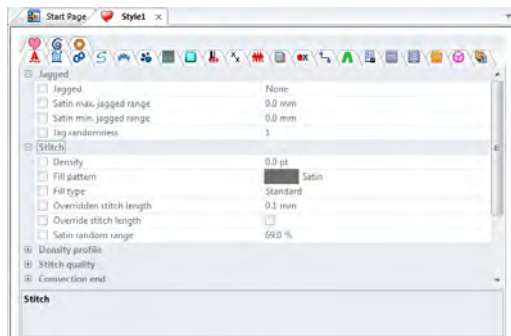 Start Page Style1 x
Jagged
Jagged None
Satin max. jagged range 0.0 mm
Satin min. jagged range 0.0 mm
Jag randomness 1
Stitch
Density 0.0 pt
Fill pattern Satin
Fill type Standard
Overridden stitch length 0.1 mm
Override stitch length
Satin random range 69.0 %
Density profile
Stitch quality
Connection end
Stitch